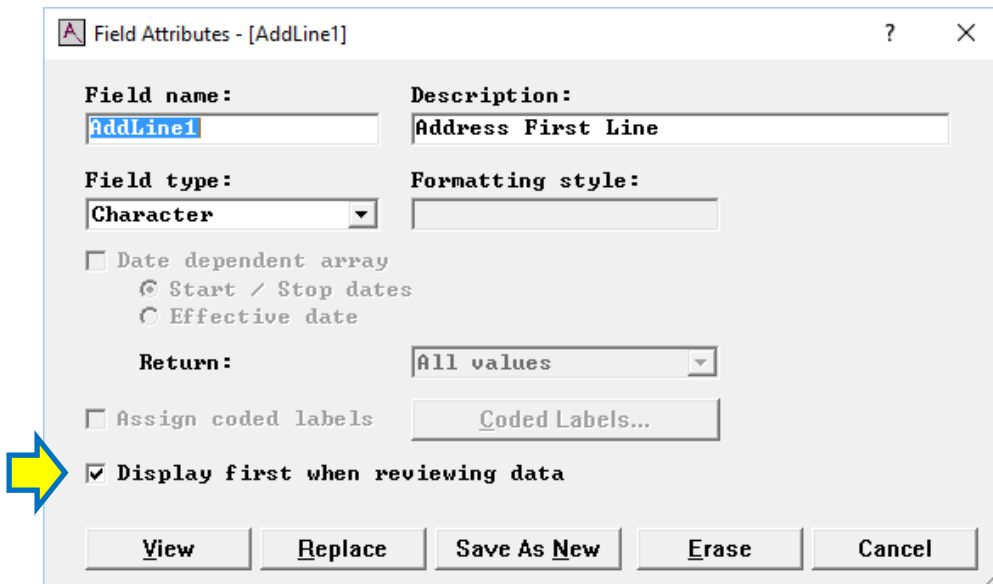 Field Attributes - [AddLine1]
Field name: Description:
AddLine1 Address First Line
Field type: Formatting style:
Character
Date dependent array
Start / Stop dates
Effective date
Return: All values
Assign coded labels Coded Labels...
Display first when reviewing data
View Replace Save As New Erase Cancel